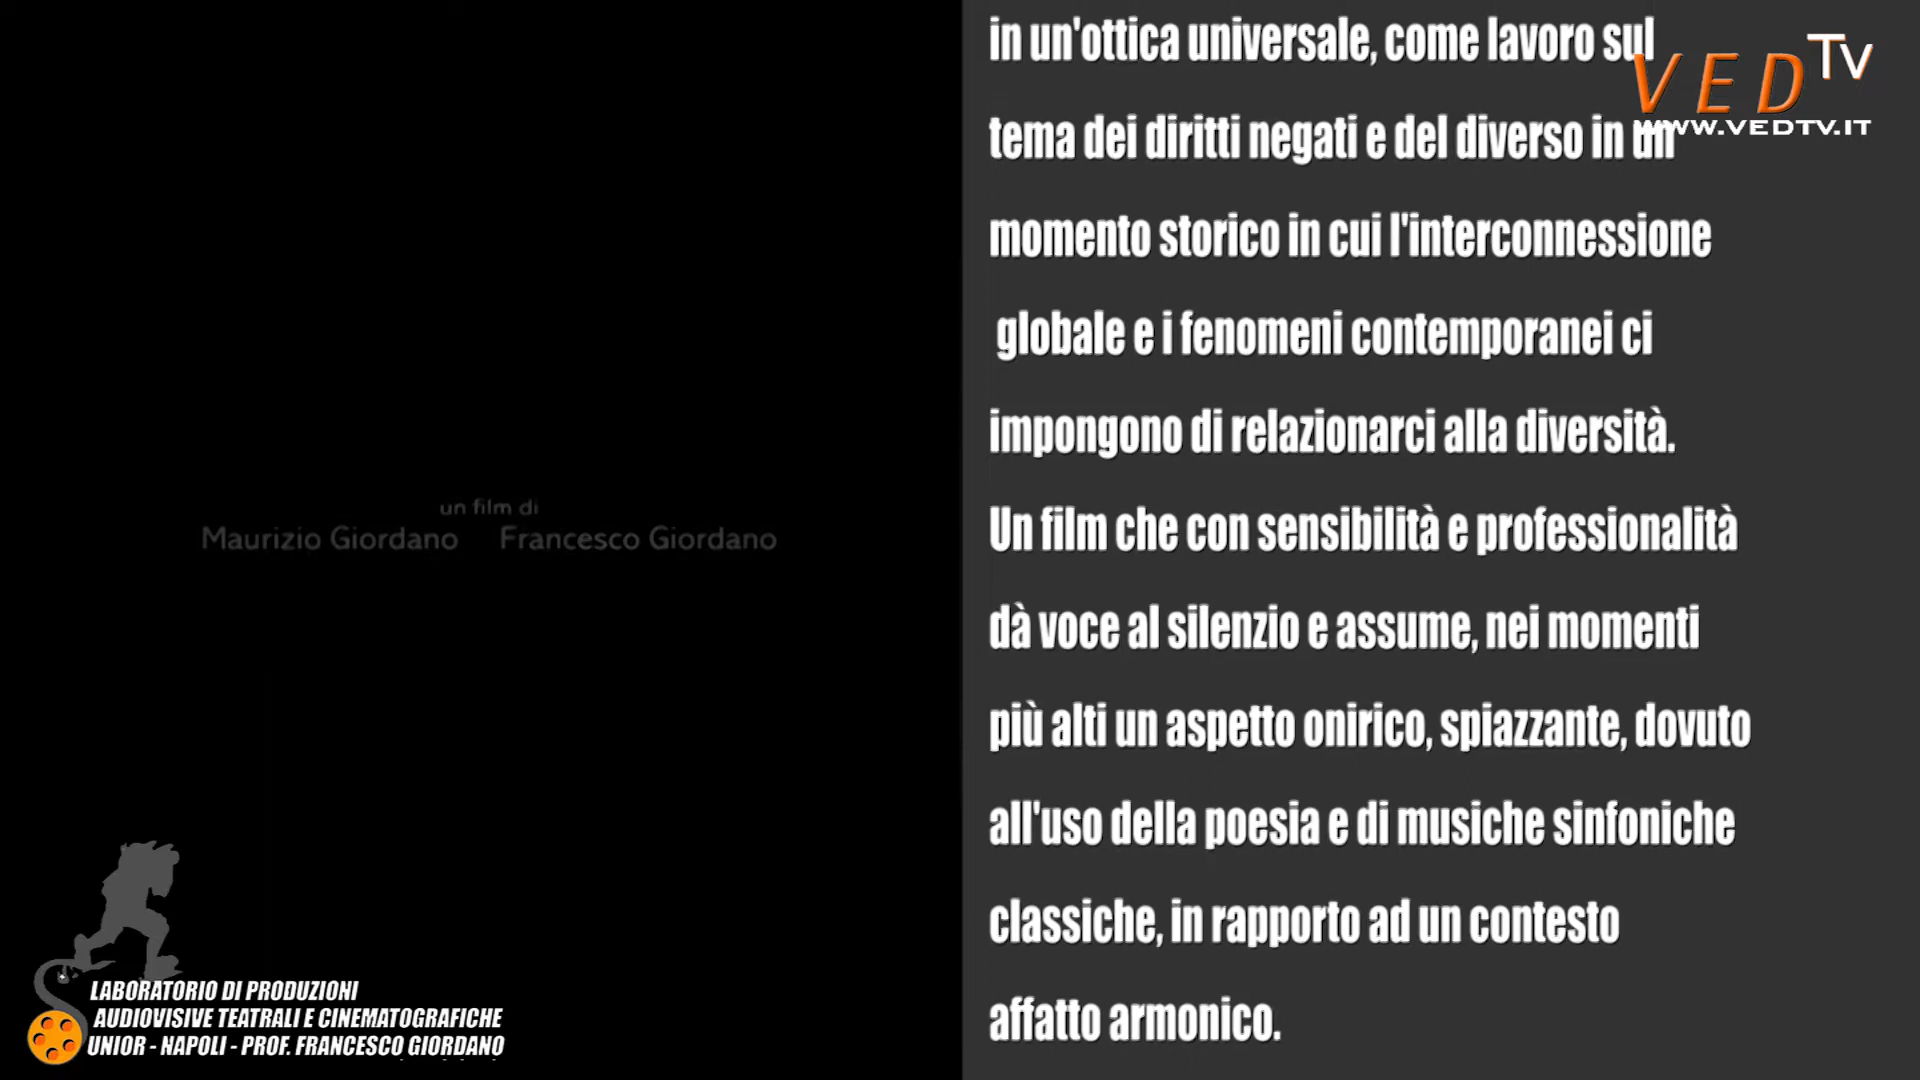 un film di
Maurizio Giordano Francesco Giordano
LABORATORIO DI PRODUZIONI
AUDIOVISIVE TEATRALI E CINEMATOGRAFICHE
UNIOR - NAPOLI - PROF. FRANCESCO GIORDANO
in un'ottica universale, come lavoro sul
tema dei diritti negati e del diverso in un
momento storico in cui l'interconnessione
globale e i fenomeni contemporanei ci
impongono di relazionarci alla diversità.
Un film che con sensibilità e professionalità
dà voce al silenzio e assume, nei momenti
più alti un aspetto onirico, spiazzante, dovuto
all'uso della poesia e di musiche sinfoniche
classiche, in rapporto ad un contesto
affatto armonico.
VED TV
WWW.VEDTV.IT